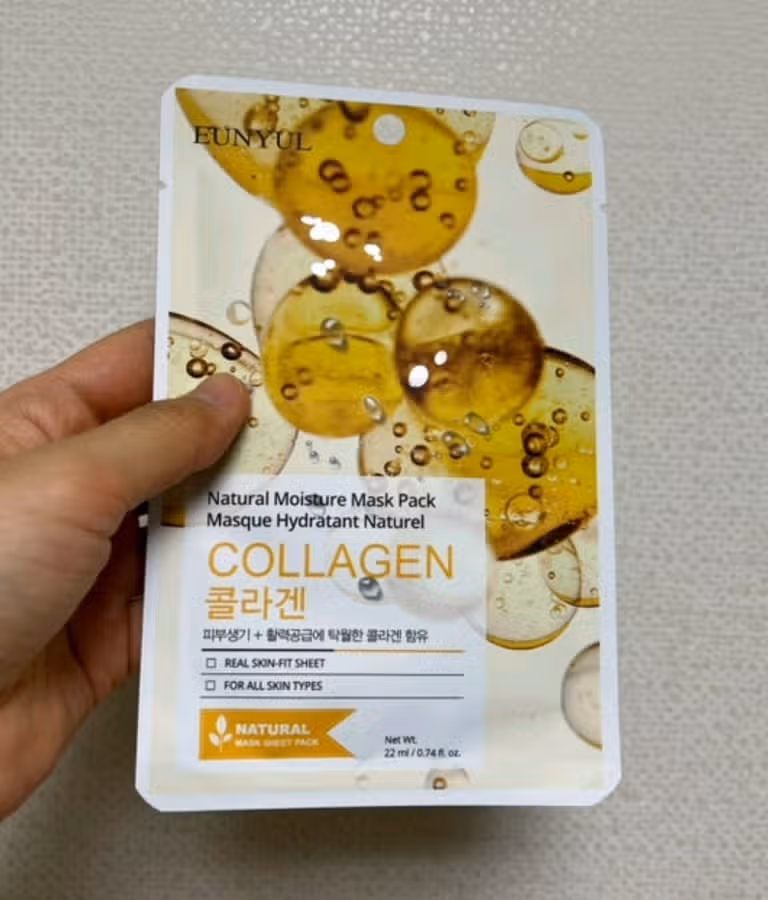 EUNYUL
Natural Moisture Mask Pack
Masque Hydratant Naturel
COLLAGEN
콜라겐
피부생기 + 활력공급에 탁월한 콜라겐 함유
REAL SKIN-FIT SHEET
FOR ALL SKIN TYPES
NATURAL
MASK SHEET PACK
Net Wt.
22 ml / 0.74 fl. oz.